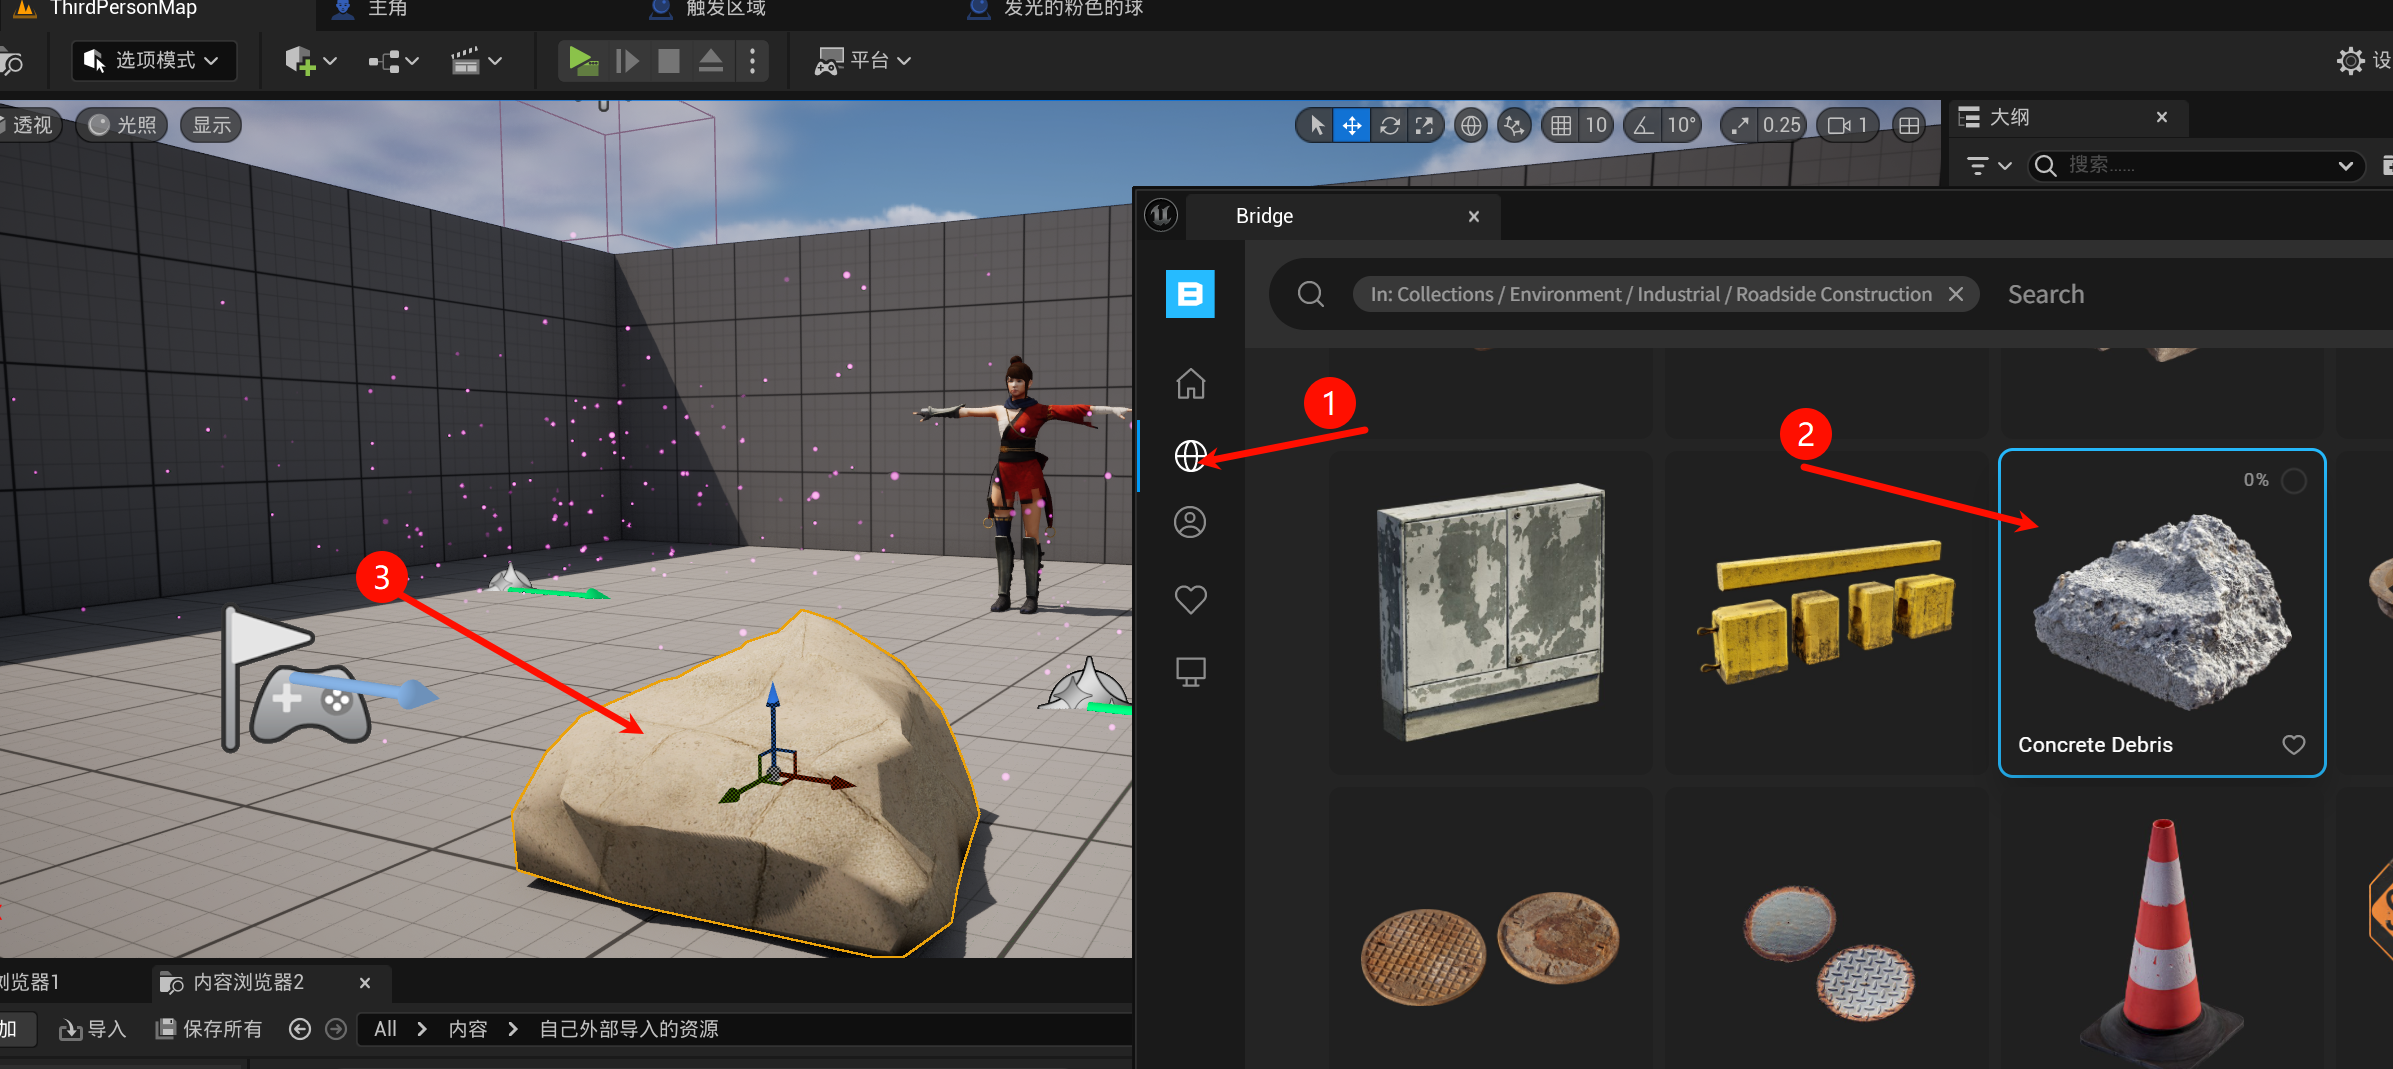 ThirdPersonMap
主角
触发区域
发光的粉色的球
选项模式
平台
设
透视
光照
显示
10
10°
0.25
1
大纲
搜索......
Bridge
In: Collections / Environment / Industrial / Roadside Construction
Search
1
2
3
0%
Concrete Debris
浏览器1
内容浏览器2
加
导入
保存所有
All
内容
自己外部导入的资源